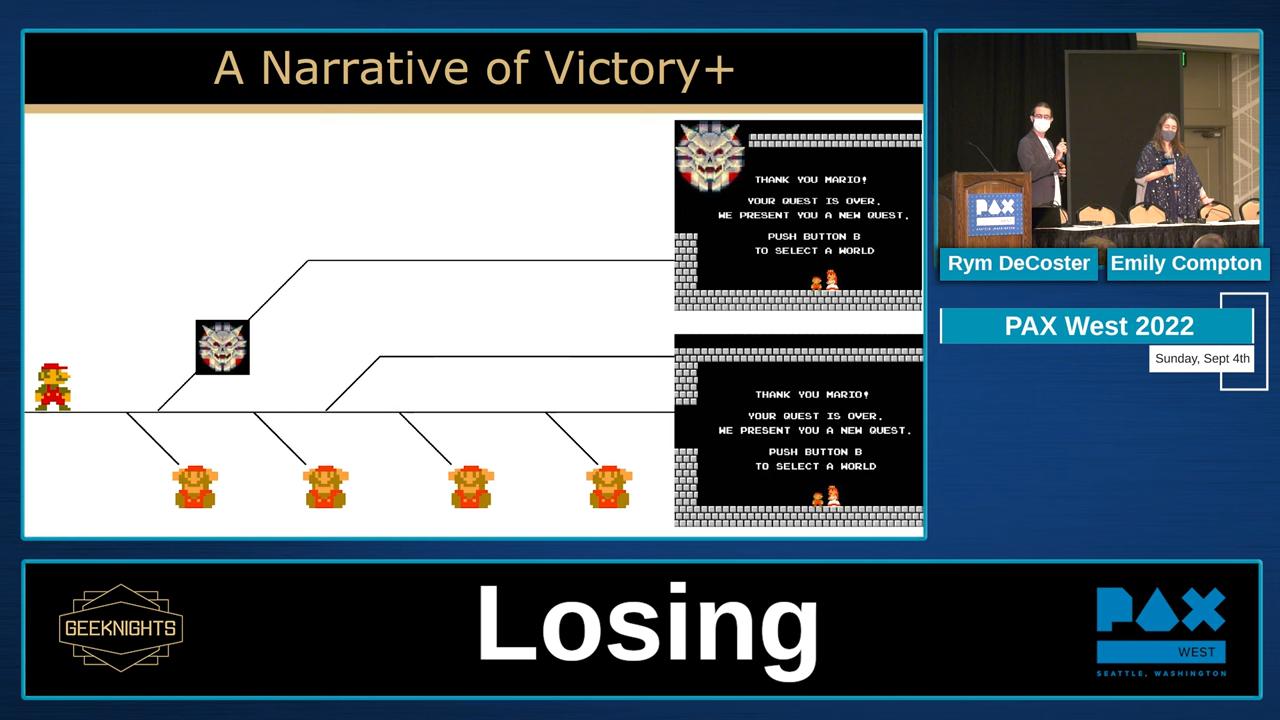 A Narrative of Victory+
THANK YOU MARIO!
YOUR QUEST IS OVER.
WE PRESENT YOU A NEW QUEST.
PUSH BUTTON B
TO SELECT A WORLD
THANK YOU MARIO!
YOUR QUEST IS OVER.
WE PRESENT YOU A NEW QUEST.
PUSH BUTTON B
TO SELECT A WORLD
PAX
WEST
Rym DeCoster
Emily Compton
PAX West 2022
Sunday, Sept 4th
GEEKNIGHTS
Losing
PAX
WEST
SEATTLE, WASHINGTON